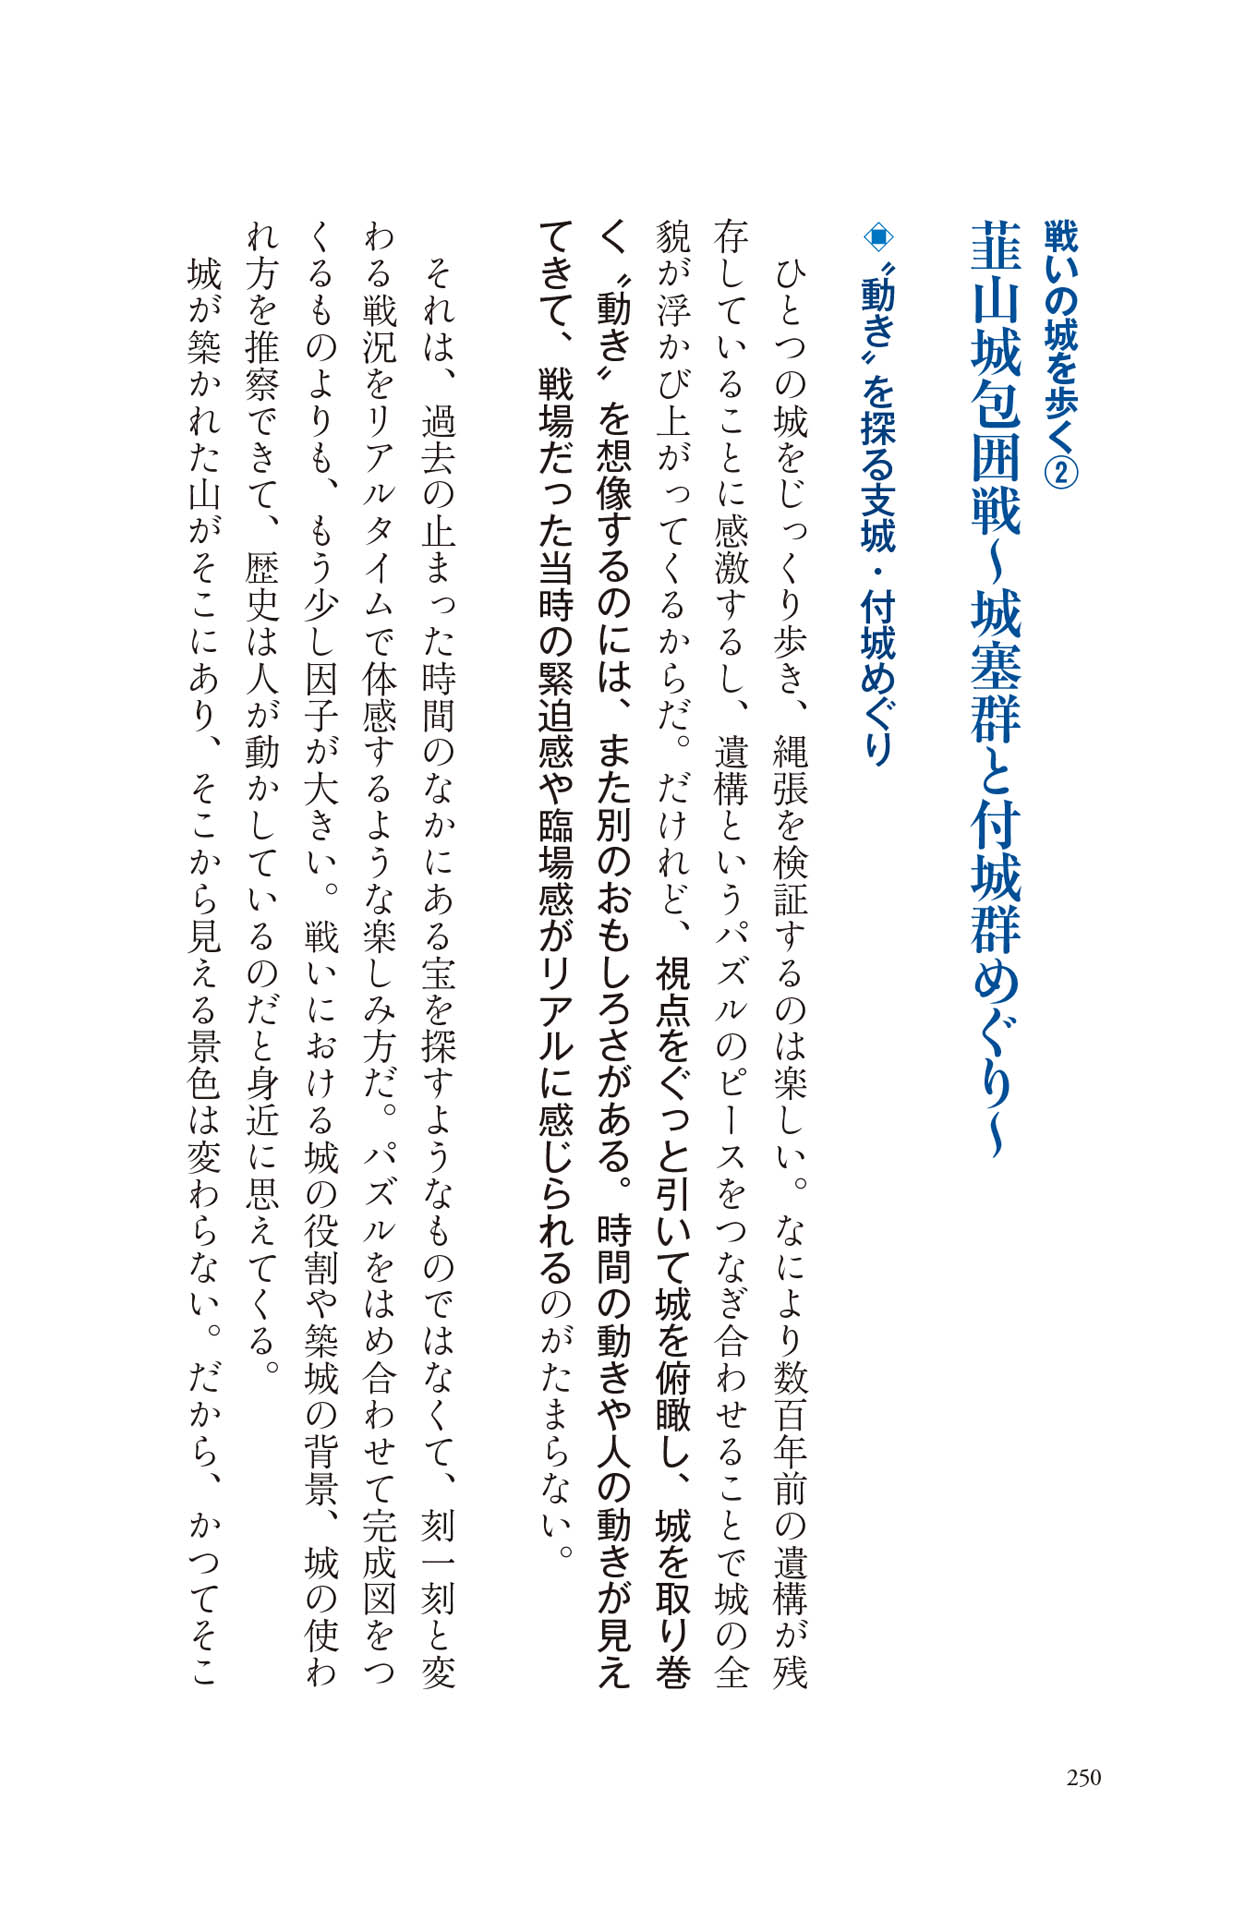 戦いの城を歩く②
韮山城包囲戦～城塞群と付城群めぐり～
◈〝動き〟を探る支城・付城めぐり
　ひとつの城をじっくり歩き、縄張を検証するのは楽しい。なにより数百年前の遺構が残
存していることに感激するし、遺構というパズルのピースをつなぎ合わせることで城の全
貌が浮かび上がってくるからだ。だけれど、視点をぐっと引いて城を俯瞰し、城を取り巻
く〝動き〟を想像するのには、また別のおもしろさがある。時間の動きや人の動きが見え
てきて、戦場だった当時の緊迫感や臨場感がリアルに感じられるのがたまらない。
　それは、過去の止まった時間のなかにある宝を探すようなものではなくて、刻一刻と変
わる戦況をリアルタイムで体感するような楽しみ方だ。パズルをはめ合わせて完成図をつ
くるものよりも、もう少し因子が大きい。戦いにおける城の役割や築城の背景、城の使わ
れ方を推察できて、歴史は人が動かしているのだと身近に思えてくる。
　城が築かれた山がそこにあり、そこから見える景色は変わらない。だから、かつてそこ
250